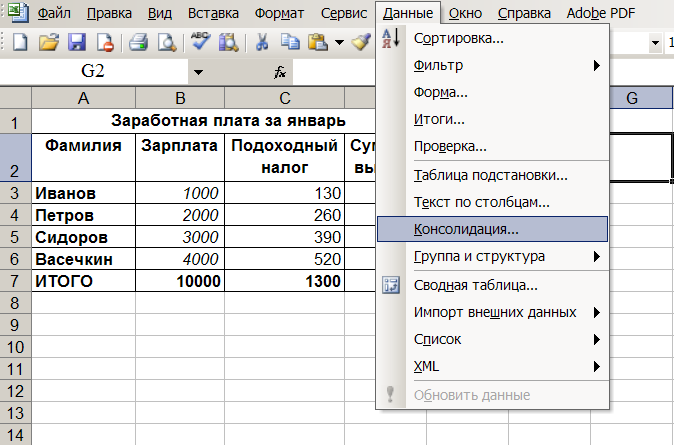 Файл Правка Вид Вставка Формат Сервис Данные Окно Справка Adobe PDF
G2 fx
Сортировка...
Фильтр
Форма...
Итоги...
Проверка...
Таблица подстановки...
Текст по столбцам...
Консолидация...
Группа и структура
Сводная таблица...
Импорт внешних данных
Список
XML
Обновить данные
A B C G
1 Заработная плата за январь
2 Фамилия Зарплата Подоходный Сум
налог вы
3 Иванов 1000 130
4 Петров 2000 260
5 Сидоров 3000 390
6 Васечкин 4000 520
7 ИТОГО 10000 1300
8
9
10
11
12
13
14